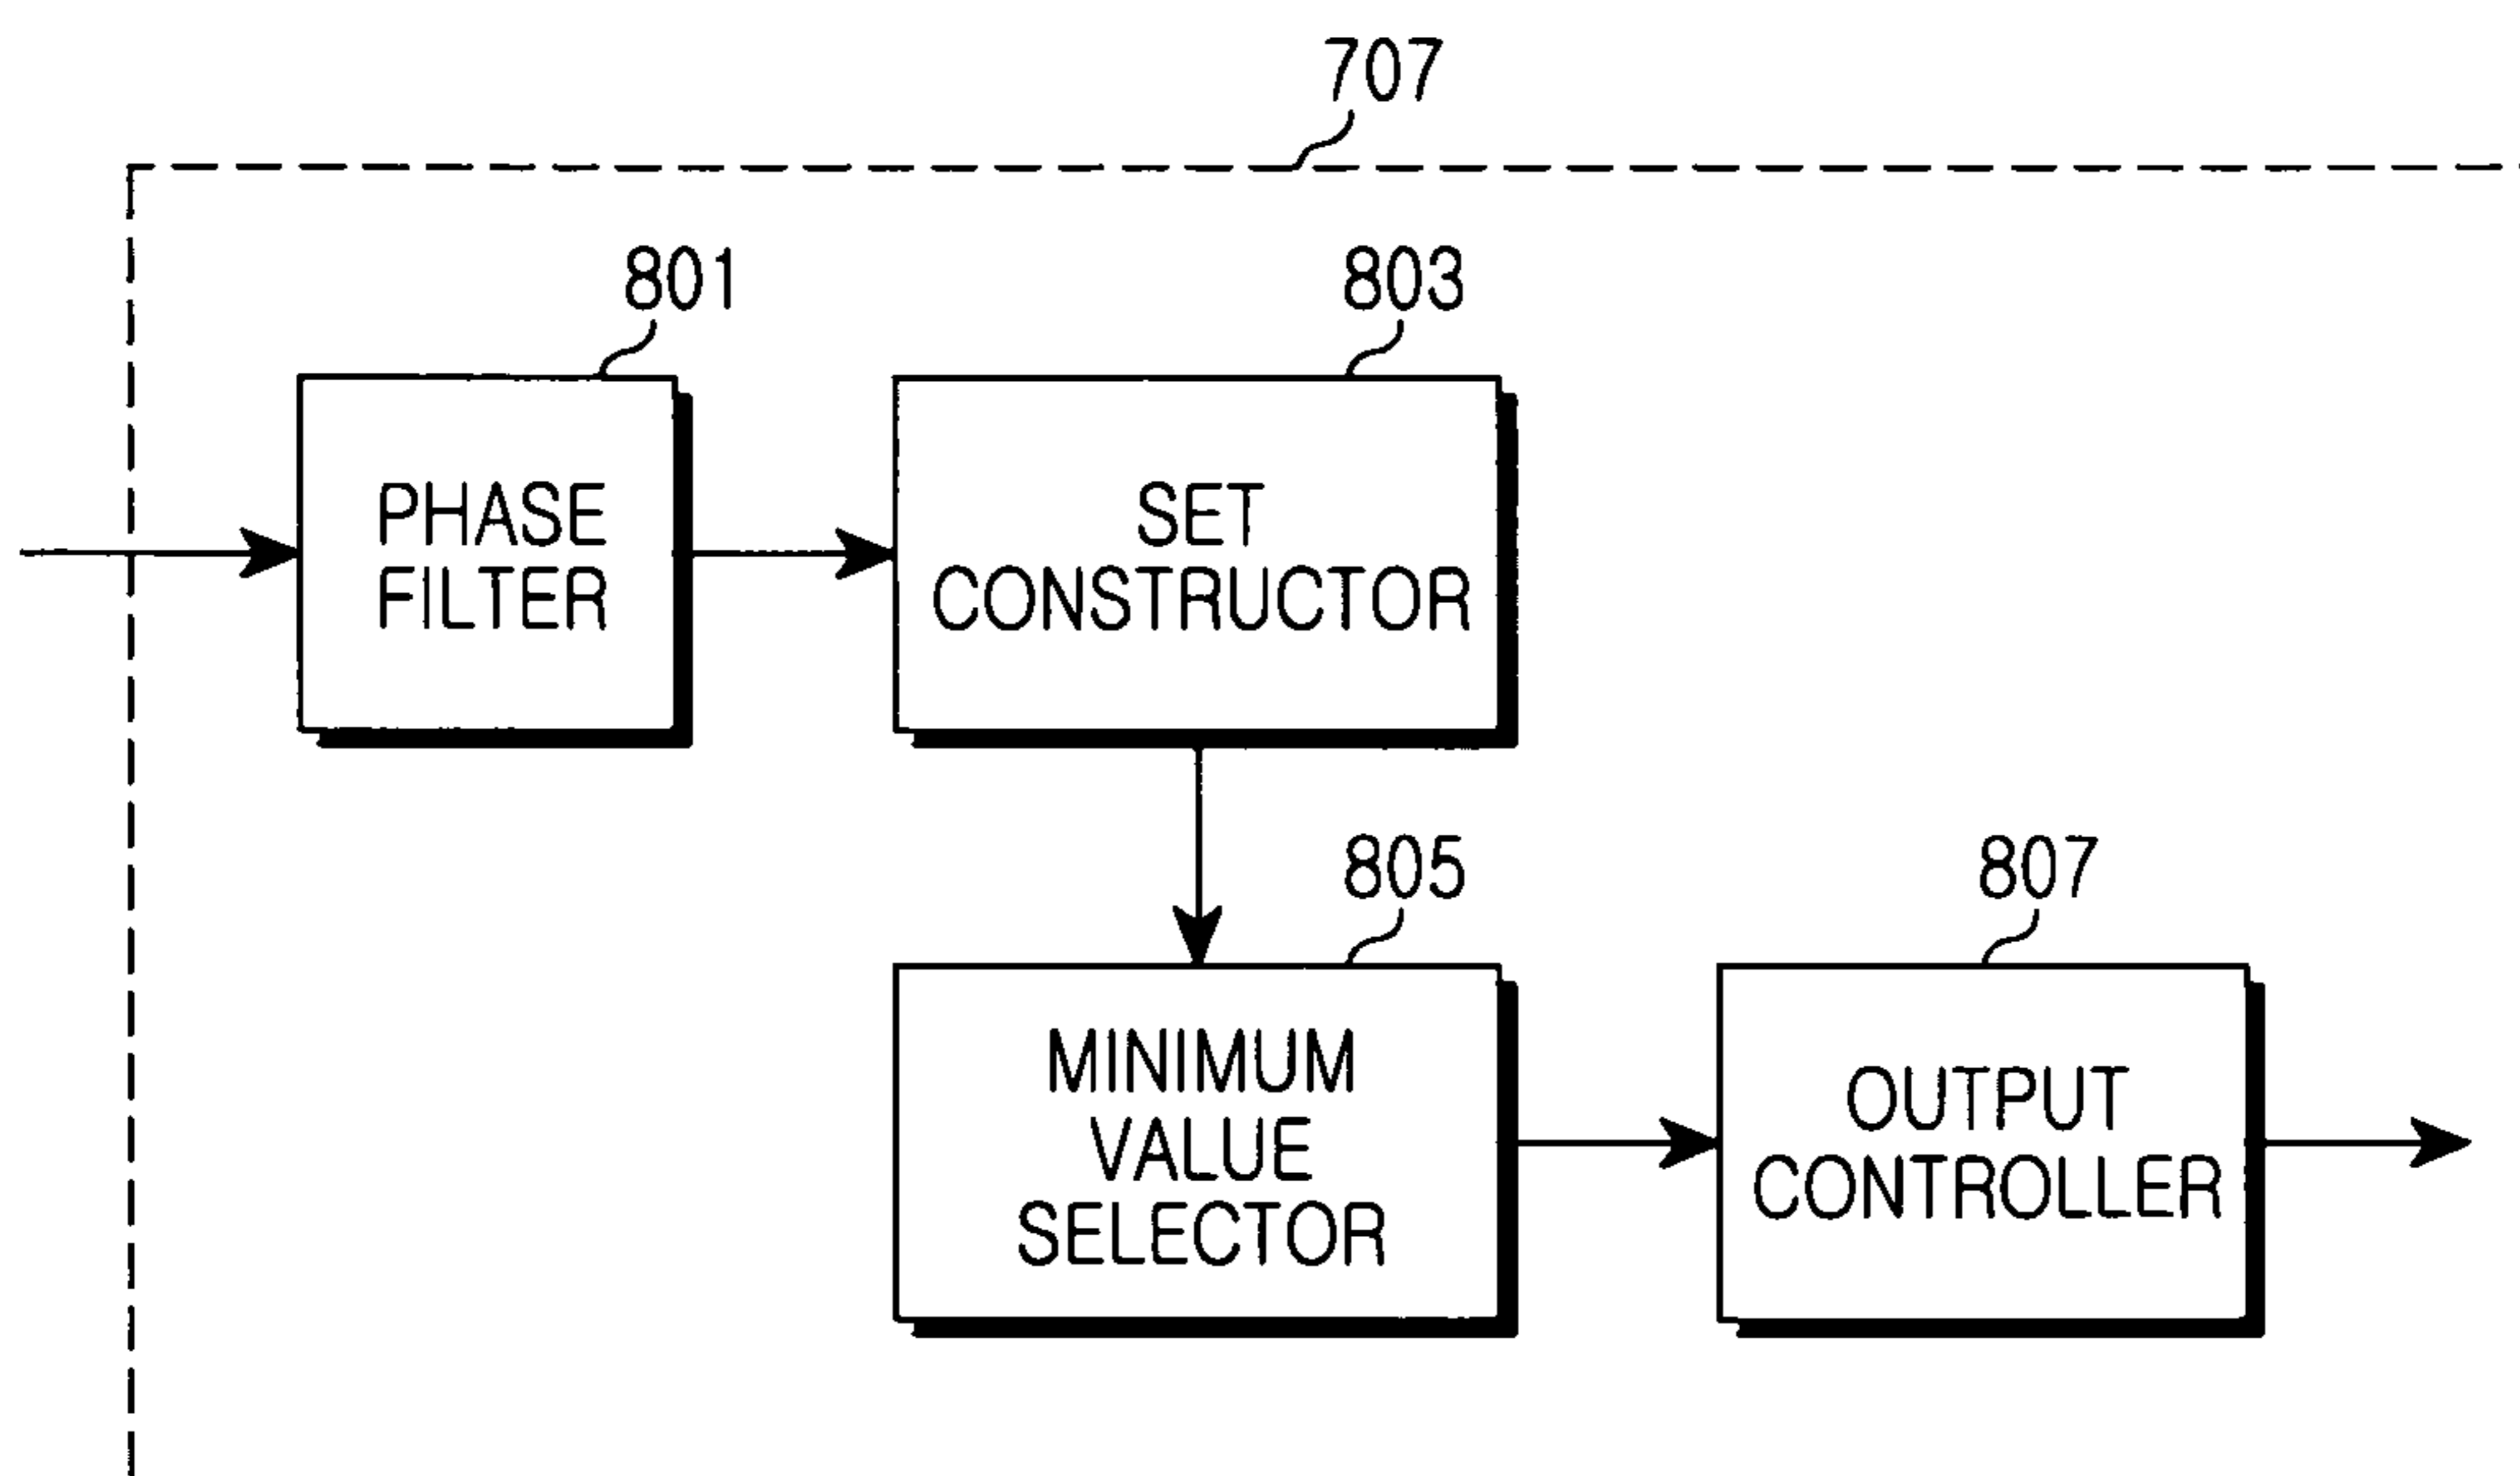 707
801
803
PHASE
FILTER
SET
CONSTRUCTOR
805
807
MINIMUM
VALUE
SELECTOR
OUTPUT
CONTROLLER